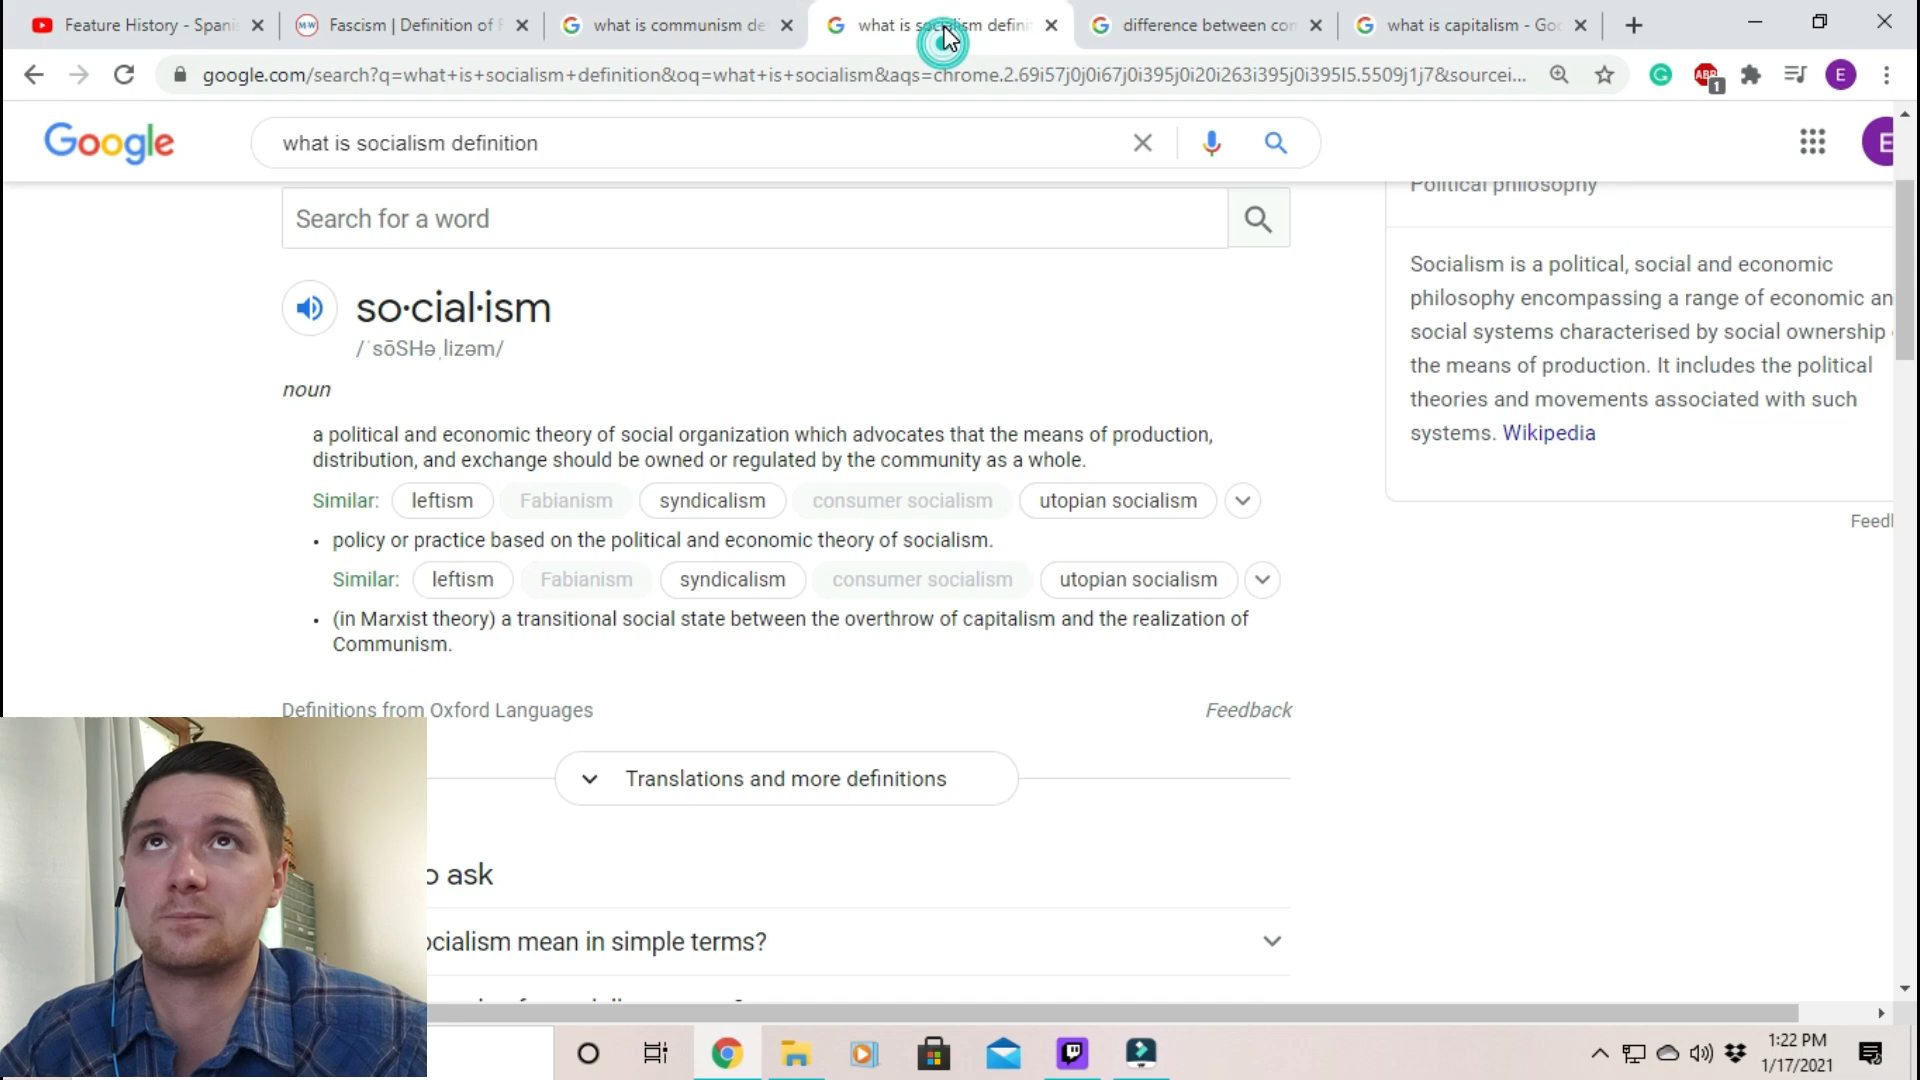 Feature History - Spani
Fascism | Definition of F
what is communism de
what is socialism definit
difference between con
what is capitalism - Goo
google.com/search?q=what+is+socialism+definition&oq=what+is+socialism&aqs=chrome.2.69i57j0j0i67j0i395j0i20i263i395j0i395l5.5509j1j7&sourcei...
ABP
1
E
Google
what is socialism definition
E
Search for a word
Political philosophy
so·cial·ism
/ˈsōSHəˌlizəm/
noun
Socialism is a political, social and economic
philosophy encompassing a range of economic an
social systems characterised by social ownership
the means of production. It includes the political
theories and movements associated with such
systems. Wikipedia
a political and economic theory of social organization which advocates that the means of production,
distribution, and exchange should be owned or regulated by the community as a whole.
Similar: leftism Fabianism syndicalism consumer socialism utopian socialism
• policy or practice based on the political and economic theory of socialism.
Similar: leftism Fabianism syndicalism consumer socialism utopian socialism
• (in Marxist theory) a transitional social state between the overthrow of capitalism and the realization of
Communism.
Feedl
Definitions from Oxford Languages
Feedback
Translations and more definitions
o ask
ocialism mean in simple terms?
1:22 PM
1/17/2021